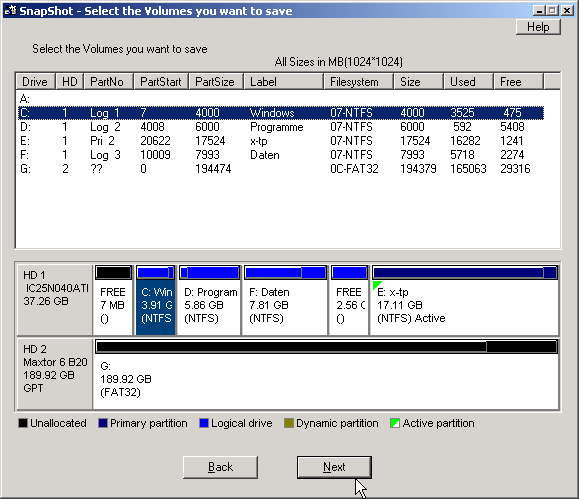 SnapShot - Select the Volumes you want to save
Help
Select the Volumes you want to save
All Sizes in MB(1024*1024)
Drive HD PartNo PartStart PartSize Label Filesystem Size Used Free
A:
C: 1 Log 1 7 4000 Windows 07-NTFS 4000 3525 475
D: 1 Log 2 4008 6000 Programme 07-NTFS 6000 592 5408
E: 1 Pri 2 20622 17524 x-tp 07-NTFS 17524 16282 1241
F: 1 Log 3 10009 7993 Daten 07-NTFS 7993 5718 2274
G: 2 ?? 0 194474 0C-FAT32 194379 165063 29316
HD 1
IC25N040ATI
37.26 GB
FREE
7 MB
()
C: Win
3.91 G
(NTFS
D: Program
5.86 GB
(NTFS)
F: Daten
7.81 GB
(NTFS)
FREE
2.56 G
()
E: x-tp
17.11 GB
(NTFS) Active
HD 2
Maxtor 6 B20
189.92 GB
GPT
G:
189.92 GB
(FAT32)
Unallocated Primary partition Logical drive Dynamic partition Active partition
Back Next